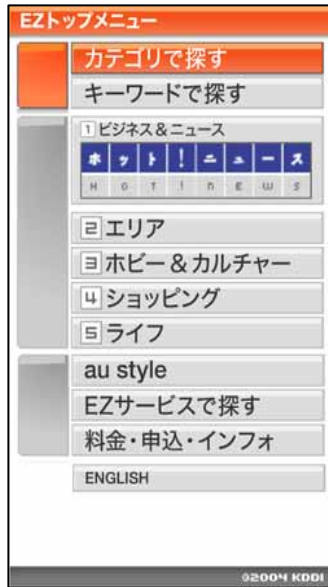 EZトップメニュー
カテゴリで探す
キーワードで探す
1 ビジネス&ニュース
ホット!ニュース
HOT!NEWS
2 エリア
3 ホビー&カルチャー
4 ショッピング
5 ライフ
au style
EZサービスで探す
料金・申込・インフォ
ENGLISH
©2004 KDDI